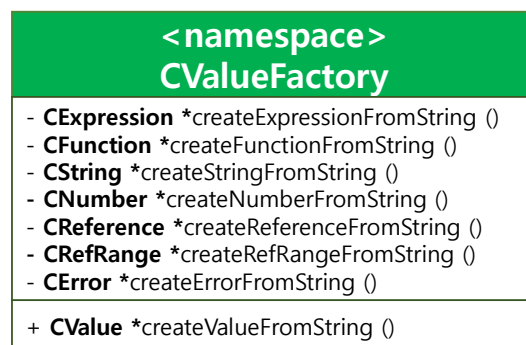 <namespace>
CValueFactory
- CExpression *createExpressionFromString ()
- CFunction *createFunctionFromString ()
- CString *createStringFromString ()
- CNumber *createNumberFromString ()
- CReference *createReferenceFromString ()
- CRefRange *createRefRangeFromString ()
- CError *createErrorFromString ()
+ CValue *createValueFromString ()